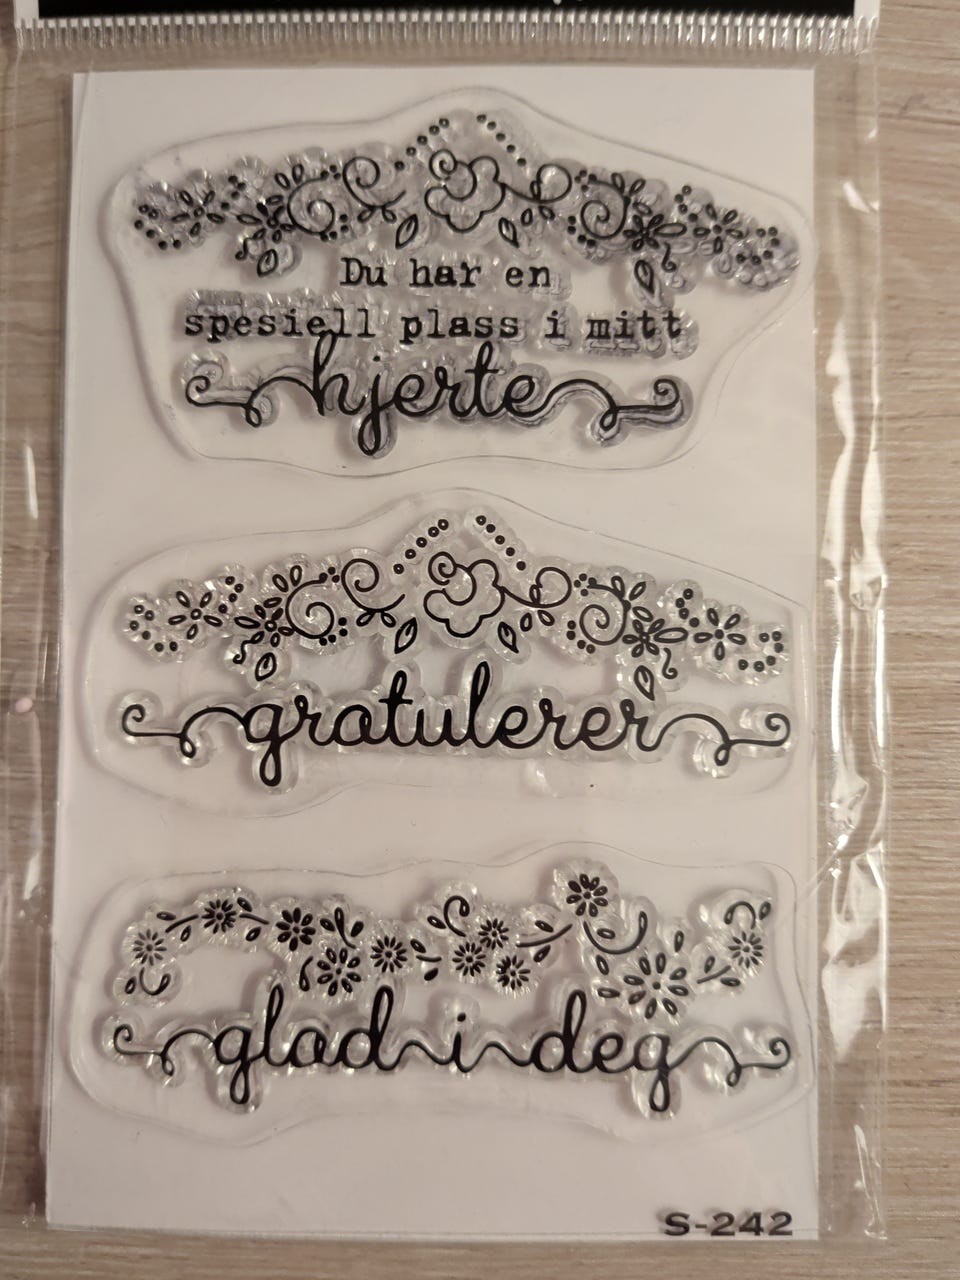 Du har en
spesiell plass i mitt
hjerte
gratulerer
glad i deg
S-242